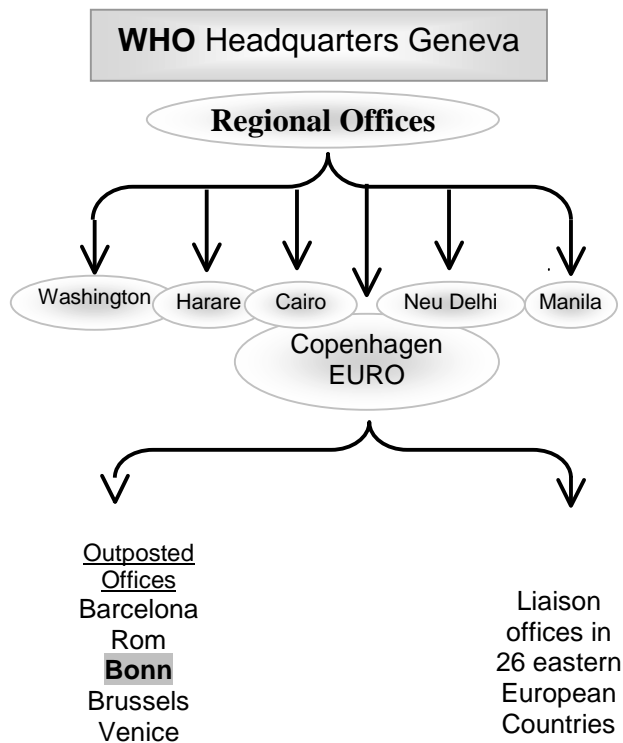 WHO Headquarters Geneva
Regional Offices
Washington
Harare
Cairo
Neu Delhi
Manila
Copenhagen
EURO
Outposted
Offices
Barcelona
Rom
Bonn
Brussels
Venice
Liaison
offices in
26 eastern
European
Countries